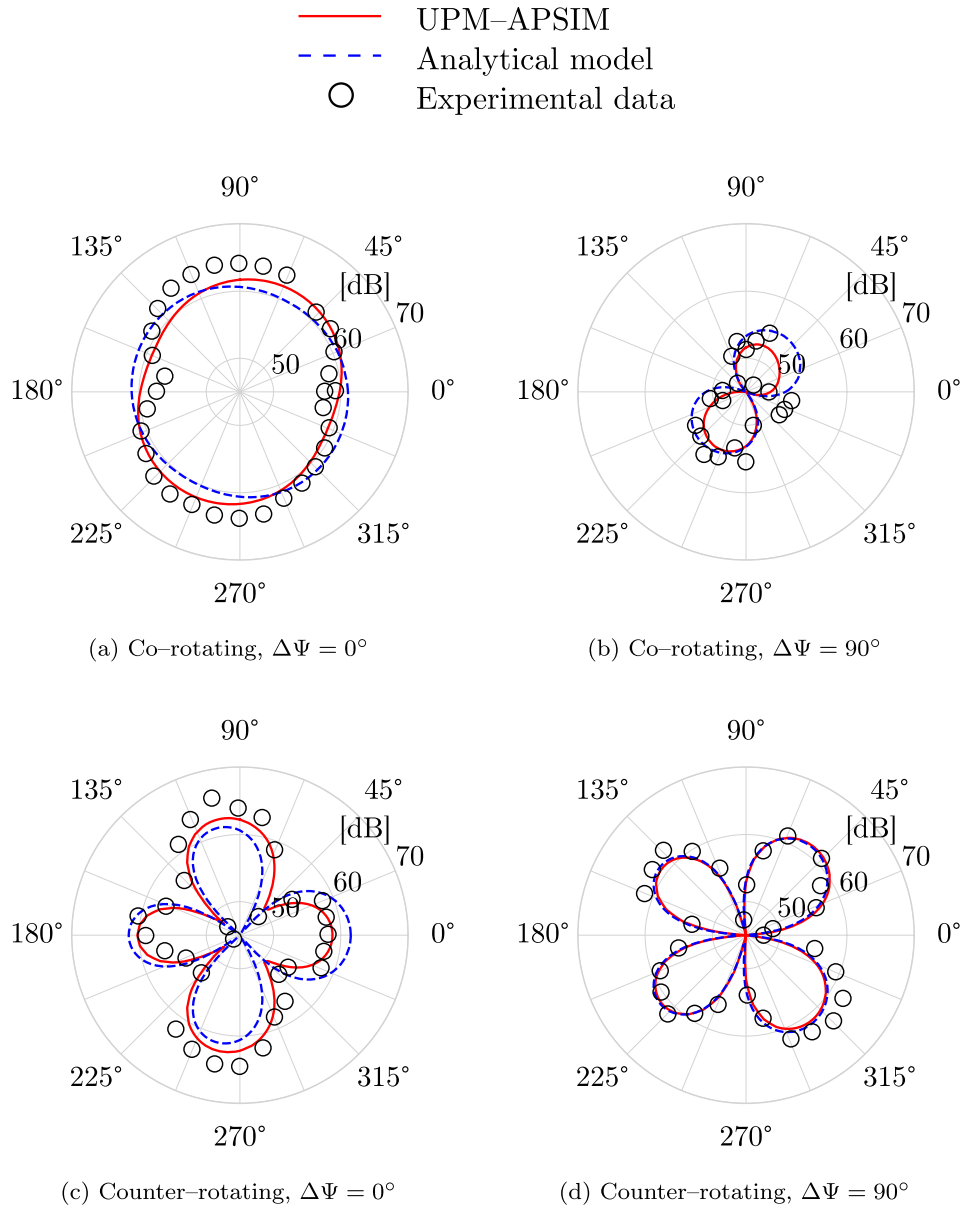 UPM–APSIM
Analytical model
Experimental data
90° 90°
135° 45° 135° 45°
[dB] [dB]
70 70
60 60
50 50
180° 0° 180° 0°
225° 315° 225° 315°
270° 270°
(a) Co–rotating, ΔΨ = 0° (b) Co–rotating, ΔΨ = 90°
90° 90°
135° 45° 135° 45°
[dB] [dB]
70 70
60 60
50 50
180° 0° 180° 0°
225° 315° 225° 315°
270° 270°
(c) Counter–rotating, ΔΨ = 0° (d) Counter–rotating, ΔΨ = 90°